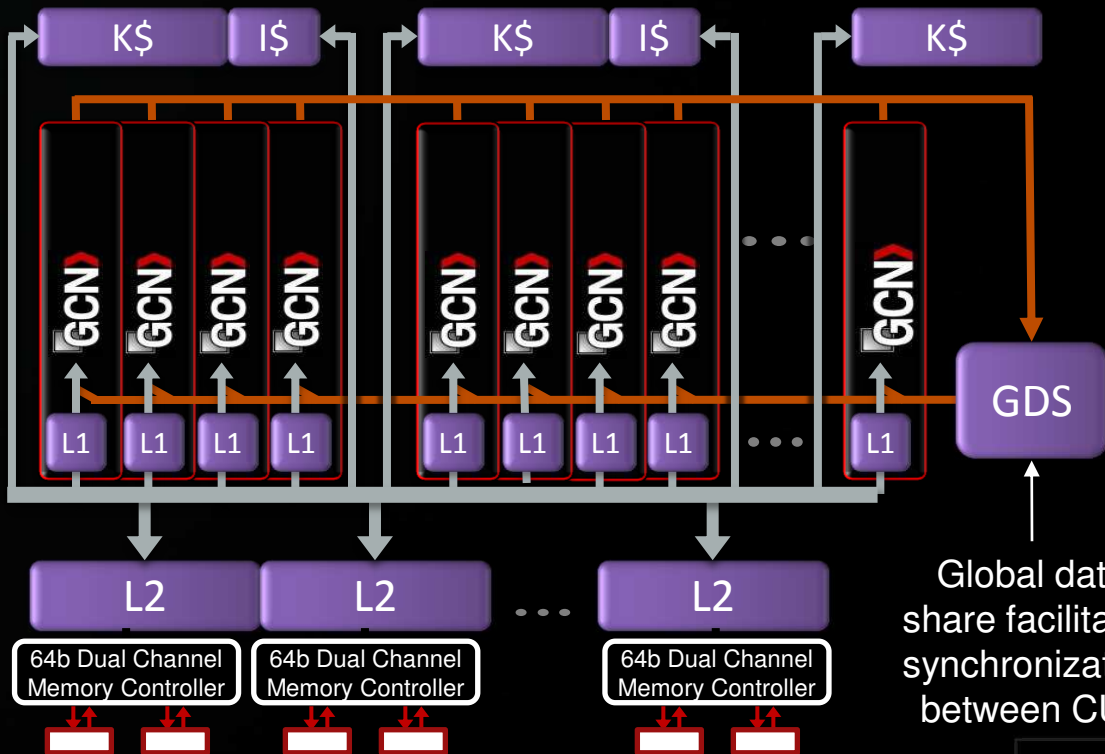 K$ I$ K$ I$ K$
GCN GCN GCN GCN GCN GCN GCN GCN GCN
GDS
L1 L1 L1 L1 L1 L1 L1 L1 L1
L2 L2 L2
64b Dual Channel
Memory Controller
64b Dual Channel
Memory Controller
64b Dual Channel
Memory Controller
Global dat
share facilita
synchronizat
between CU